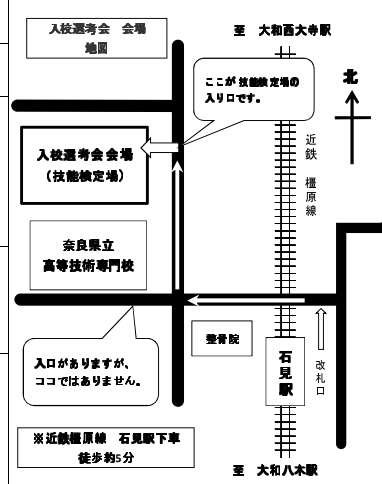 入校選考会　会場
地図
至　大和西大寺駅
ここが 技能検定場の
入り口です。
北
入校選考会会場
（技能検定場）
近鉄　橿原線
奈良県立
高等技術専門校
整骨院
石見駅
改札口
入口がありますが、
ココではありません。
※近鉄橿原線　石見駅下車
徒歩約5分
至　大和八木駅